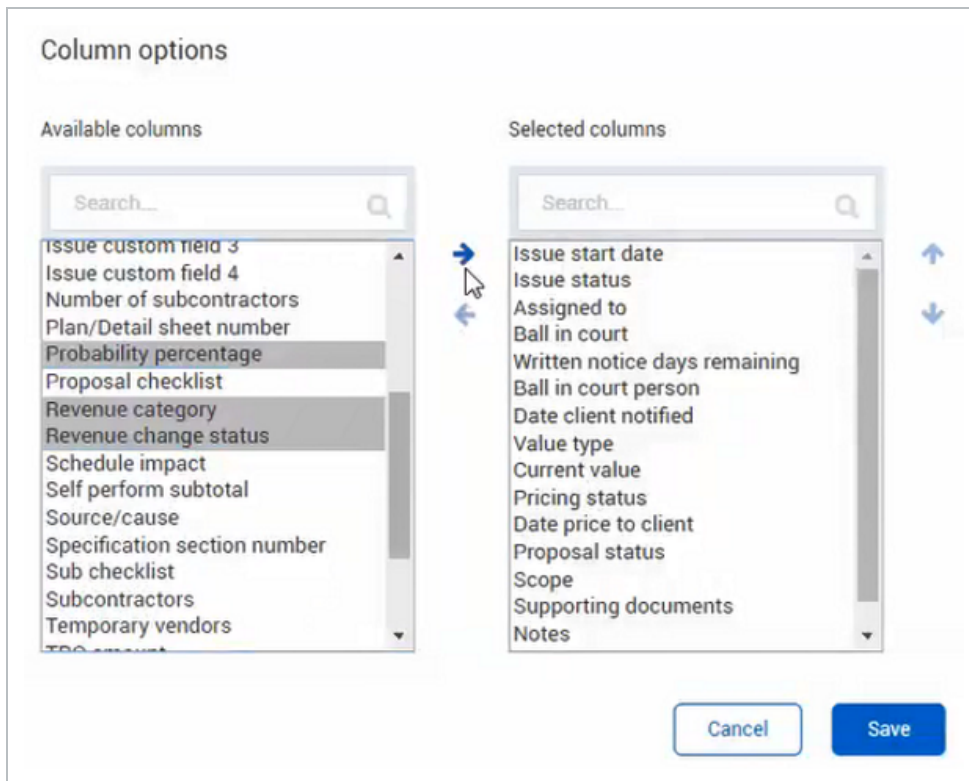 Column options
Available columns
Selected columns
Search...
Search...
Issue custom field 3
Issue custom field 4
Number of subcontractors
Plan/Detail sheet number
Probability percentage
Proposal checklist
Revenue category
Revenue change status
Schedule impact
Self perform subtotal
Source/cause
Specification section number
Sub checklist
Subcontractors
Temporary vendors
Issue start date
Issue status
Assigned to
Ball in court
Written notice days remaining
Ball in court person
Date client notified
Value type
Current value
Pricing status
Date price to client
Proposal status
Scope
Supporting documents
Notes
Cancel
Save